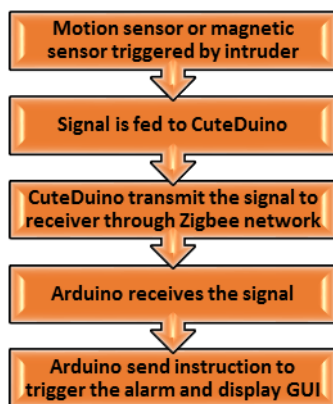 Motion sensor or magnetic
sensor triggered by intruder
Signal is fed to CuteDuino
CuteDuino transmit the signal to
receiver through Zigbee network
Arduino receives the signal
Arduino send instruction to
trigger the alarm and display GUI